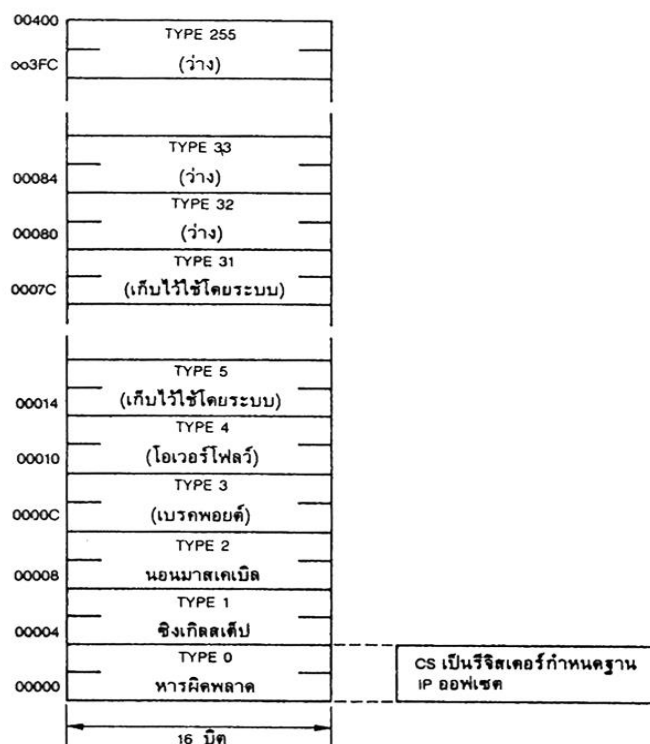 00400
TYPE 255
oo3FC
(ว่าง)
TYPE 33
00084
(ว่าง)
TYPE 32
00080
(ว่าง)
TYPE 31
0007C
(เก็บไว้ใช้โดยระบบ)
TYPE 5
00014
(เก็บไว้ใช้โดยระบบ)
TYPE 4
00010
(โอเวอร์โฟลว์)
TYPE 3
0000C
(เบรคพอยต์)
TYPE 2
00008
นอนมาสเคเบิล
TYPE 1
00004
ซิงเกิลสเต็ป
TYPE 0
00000
หารผิดพลาด
CS เป็นรีจิสเตอร์กำหนดฐาน
IP ออฟเซต
16 บิต